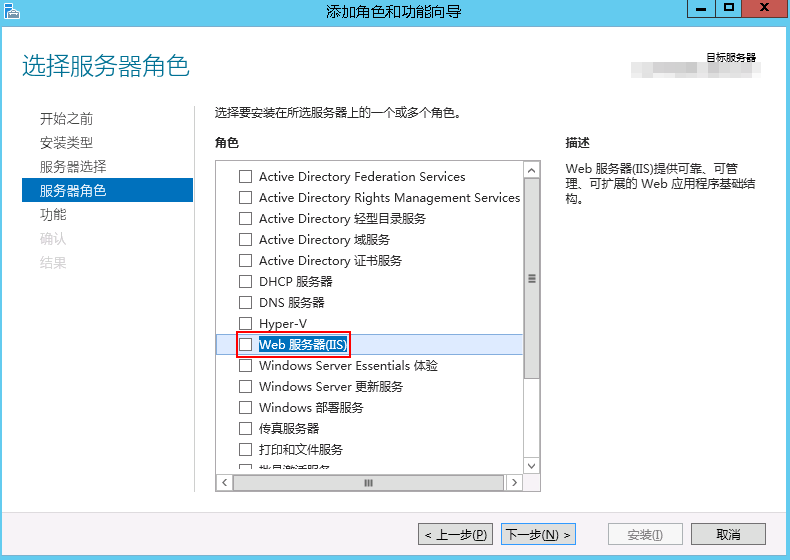 添加角色和功能向导
选择服务器角色
目标服务器
开始之前
安装类型
服务器选择
服务器角色
功能
确认
结果
选择要安装在所选服务器上的一个或多个角色。
角色
Active Directory Federation Services
Active Directory Rights Management Services
Active Directory 轻型目录服务
Active Directory 域服务
Active Directory 证书服务
DHCP 服务器
DNS 服务器
Hyper-V
Web 服务器(IIS)
Windows Server Essentials 体验
Windows Server 更新服务
Windows 部署服务
传真服务器
打印和文件服务
描述
Web 服务器(IIS)提供可靠、可管
理、可扩展的 Web 应用程序基础结
构。
< 上一步(P)
下一步(N) >
安装(I)
取消